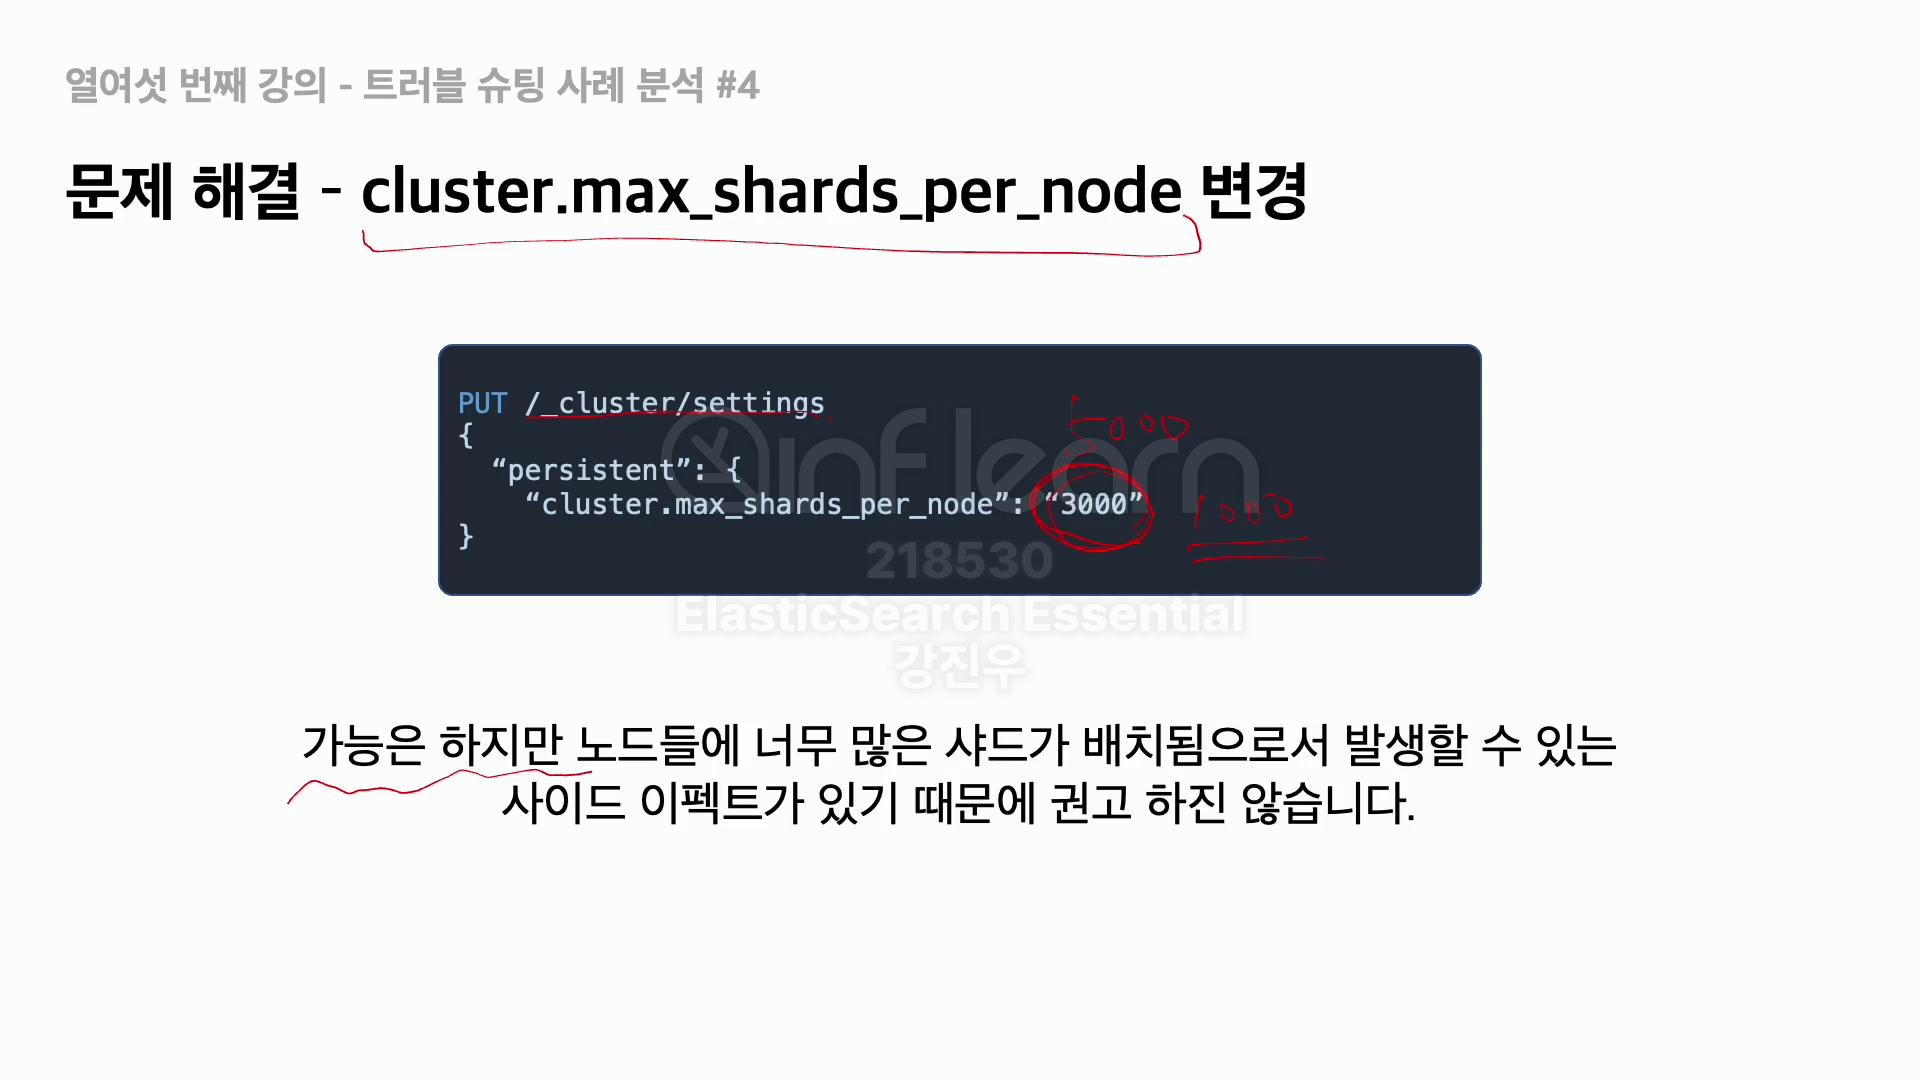 열여섯 번째 강의 - 트러블 슈팅 사례 분석 #4
문제 해결 - cluster.max_shards_per_node 변경
PUT /_cluster/settings
{
“persistent”: {
“cluster.max_shards_per_node”: “3000”
}
5000
1000
inflearn
218530
ElasticSearch Essential
강진우
가능은 하지만 노드들에 너무 많은 샤드가 배치됨으로서 발생할 수 있는
사이드 이펙트가 있기 때문에 권고 하진 않습니다.